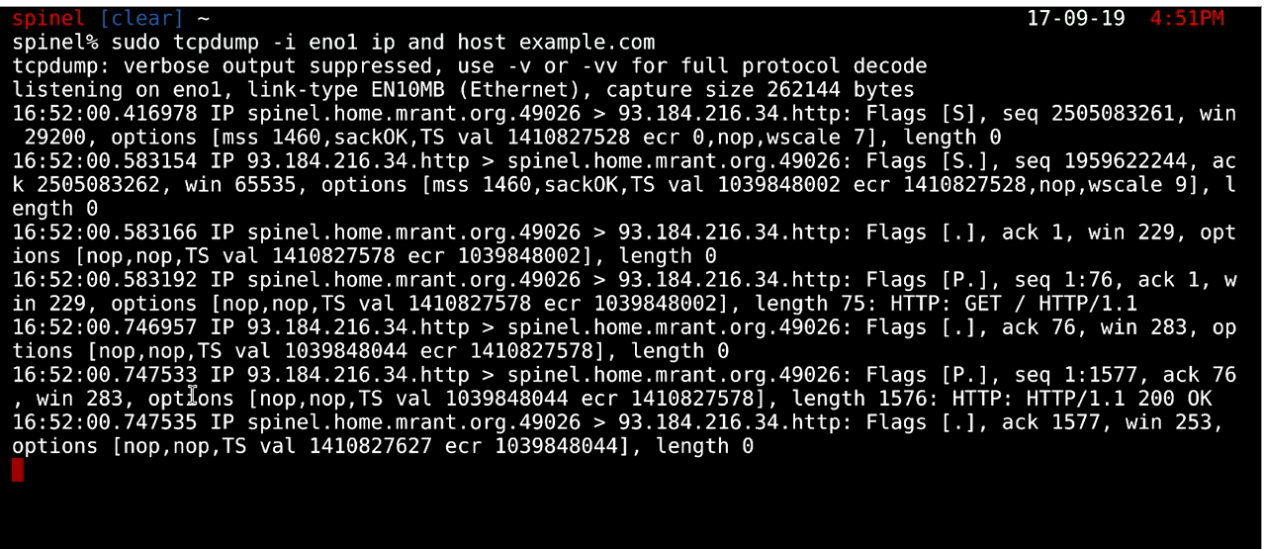 spinel [clear] ~ 17-09-19 4:51PM
spinel% sudo tcpdump -i eno1 ip and host example.com
tcpdump: verbose output suppressed, use -v or -vv for full protocol decode
listening on eno1, link-type EN10MB (Ethernet), capture size 262144 bytes
16:52:00.416978 IP spinel.home.mrant.org.49026 > 93.184.216.34.http: Flags [S], seq 2505083261, win
 29200, options [mss 1460,sackOK,TS val 1410827528 ecr 0,nop,wscale 7], length 0
16:52:00.583154 IP 93.184.216.34.http > spinel.home.mrant.org.49026: Flags [S.], seq 1959622244, ac
k 2505083262, win 65535, options [mss 1460,sackOK,TS val 1039848002 ecr 1410827528,nop,wscale 9], l
ength 0
16:52:00.583166 IP spinel.home.mrant.org.49026 > 93.184.216.34.http: Flags [.], ack 1, win 229, opt
ions [nop,nop,TS val 1410827578 ecr 1039848002], length 0
16:52:00.583192 IP spinel.home.mrant.org.49026 > 93.184.216.34.http: Flags [P.], seq 1:76, ack 1, w
in 229, options [nop,nop,TS val 1410827578 ecr 1039848002], length 75: HTTP: GET / HTTP/1.1
16:52:00.746957 IP 93.184.216.34.http > spinel.home.mrant.org.49026: Flags [.], ack 76, win 283, op
tions [nop,nop,TS val 1039848044 ecr 1410827578], length 0
16:52:00.747533 IP 93.184.216.34.http > spinel.home.mrant.org.49026: Flags [P.], seq 1:1577, ack 76
, win 283, options [nop,nop,TS val 1039848044 ecr 1410827578], length 1576: HTTP: HTTP/1.1 200 OK
16:52:00.747535 IP spinel.home.mrant.org.49026 > 93.184.216.34.http: Flags [.], ack 1577, win 253,
options [nop,nop,TS val 1410827627 ecr 1039848044], length 0